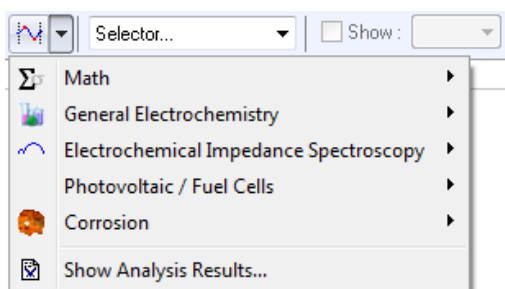 Selector... Show :
Math
General Electrochemistry
Electrochemical Impedance Spectroscopy
Photovoltaic / Fuel Cells
Corrosion
Show Analysis Results...